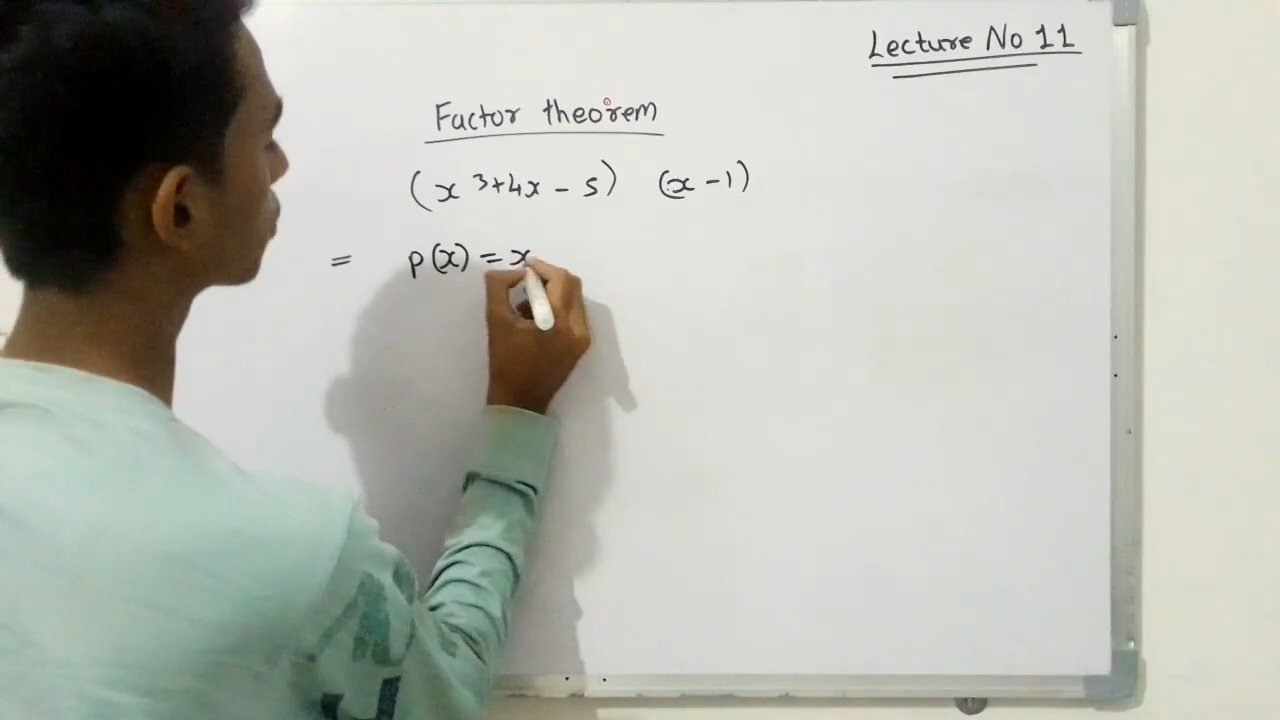 Lecture No 11
Factor theorem
(x³+4x - 5) (x - 1)
= p(x) = x